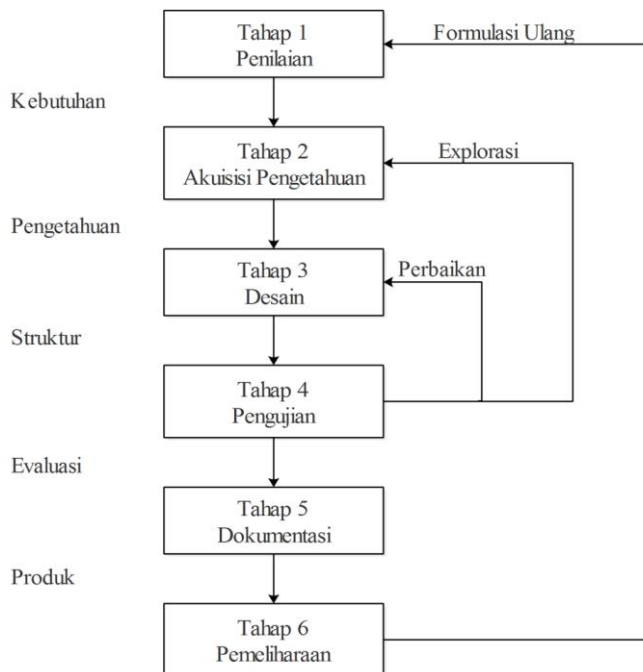 Tahap 1
Penilaian
Formulasi Ulang
Kebutuhan
Tahap 2
Akuisisi Pengetahuan
Explorasi
Pengetahuan
Tahap 3
Desain
Perbaikan
Struktur
Tahap 4
Pengujian
Evaluasi
Tahap 5
Dokumentasi
Produk
Tahap 6
Pemeliharaan